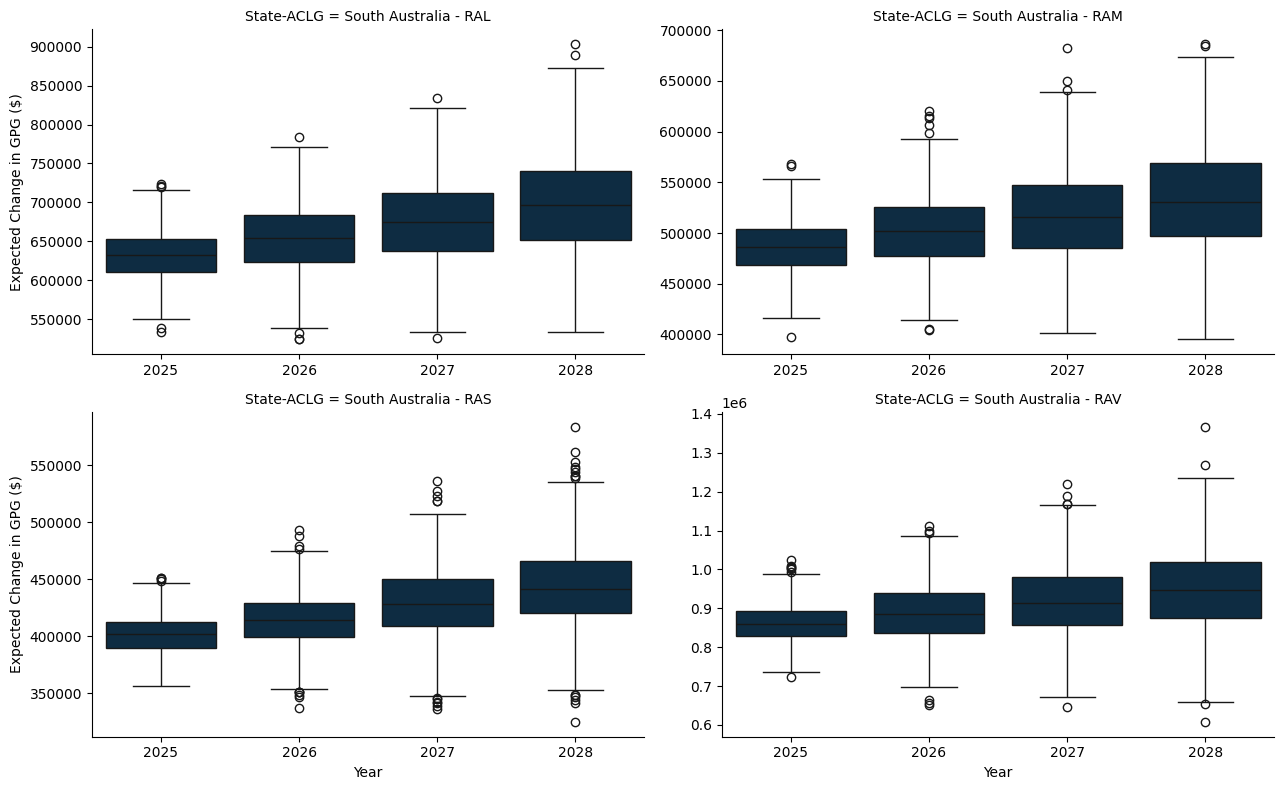 State-ACLG = South Australia - RAL
Expected Change in GPG ($)
900000
850000
800000
750000
700000
650000
600000
550000
2025 2026 2027 2028
State-ACLG = South Australia - RAM
700000
650000
600000
550000
500000
450000
400000
2025 2026 2027 2028
State-ACLG = South Australia - RAS
Expected Change in GPG ($)
550000
500000
450000
400000
350000
2025 2026 2027 2028
Year
State-ACLG = South Australia - RAV
1e6
1.4
1.3
1.2
1.1
1.0
0.9
0.8
0.7
0.6
2025 2026 2027 2028
Year